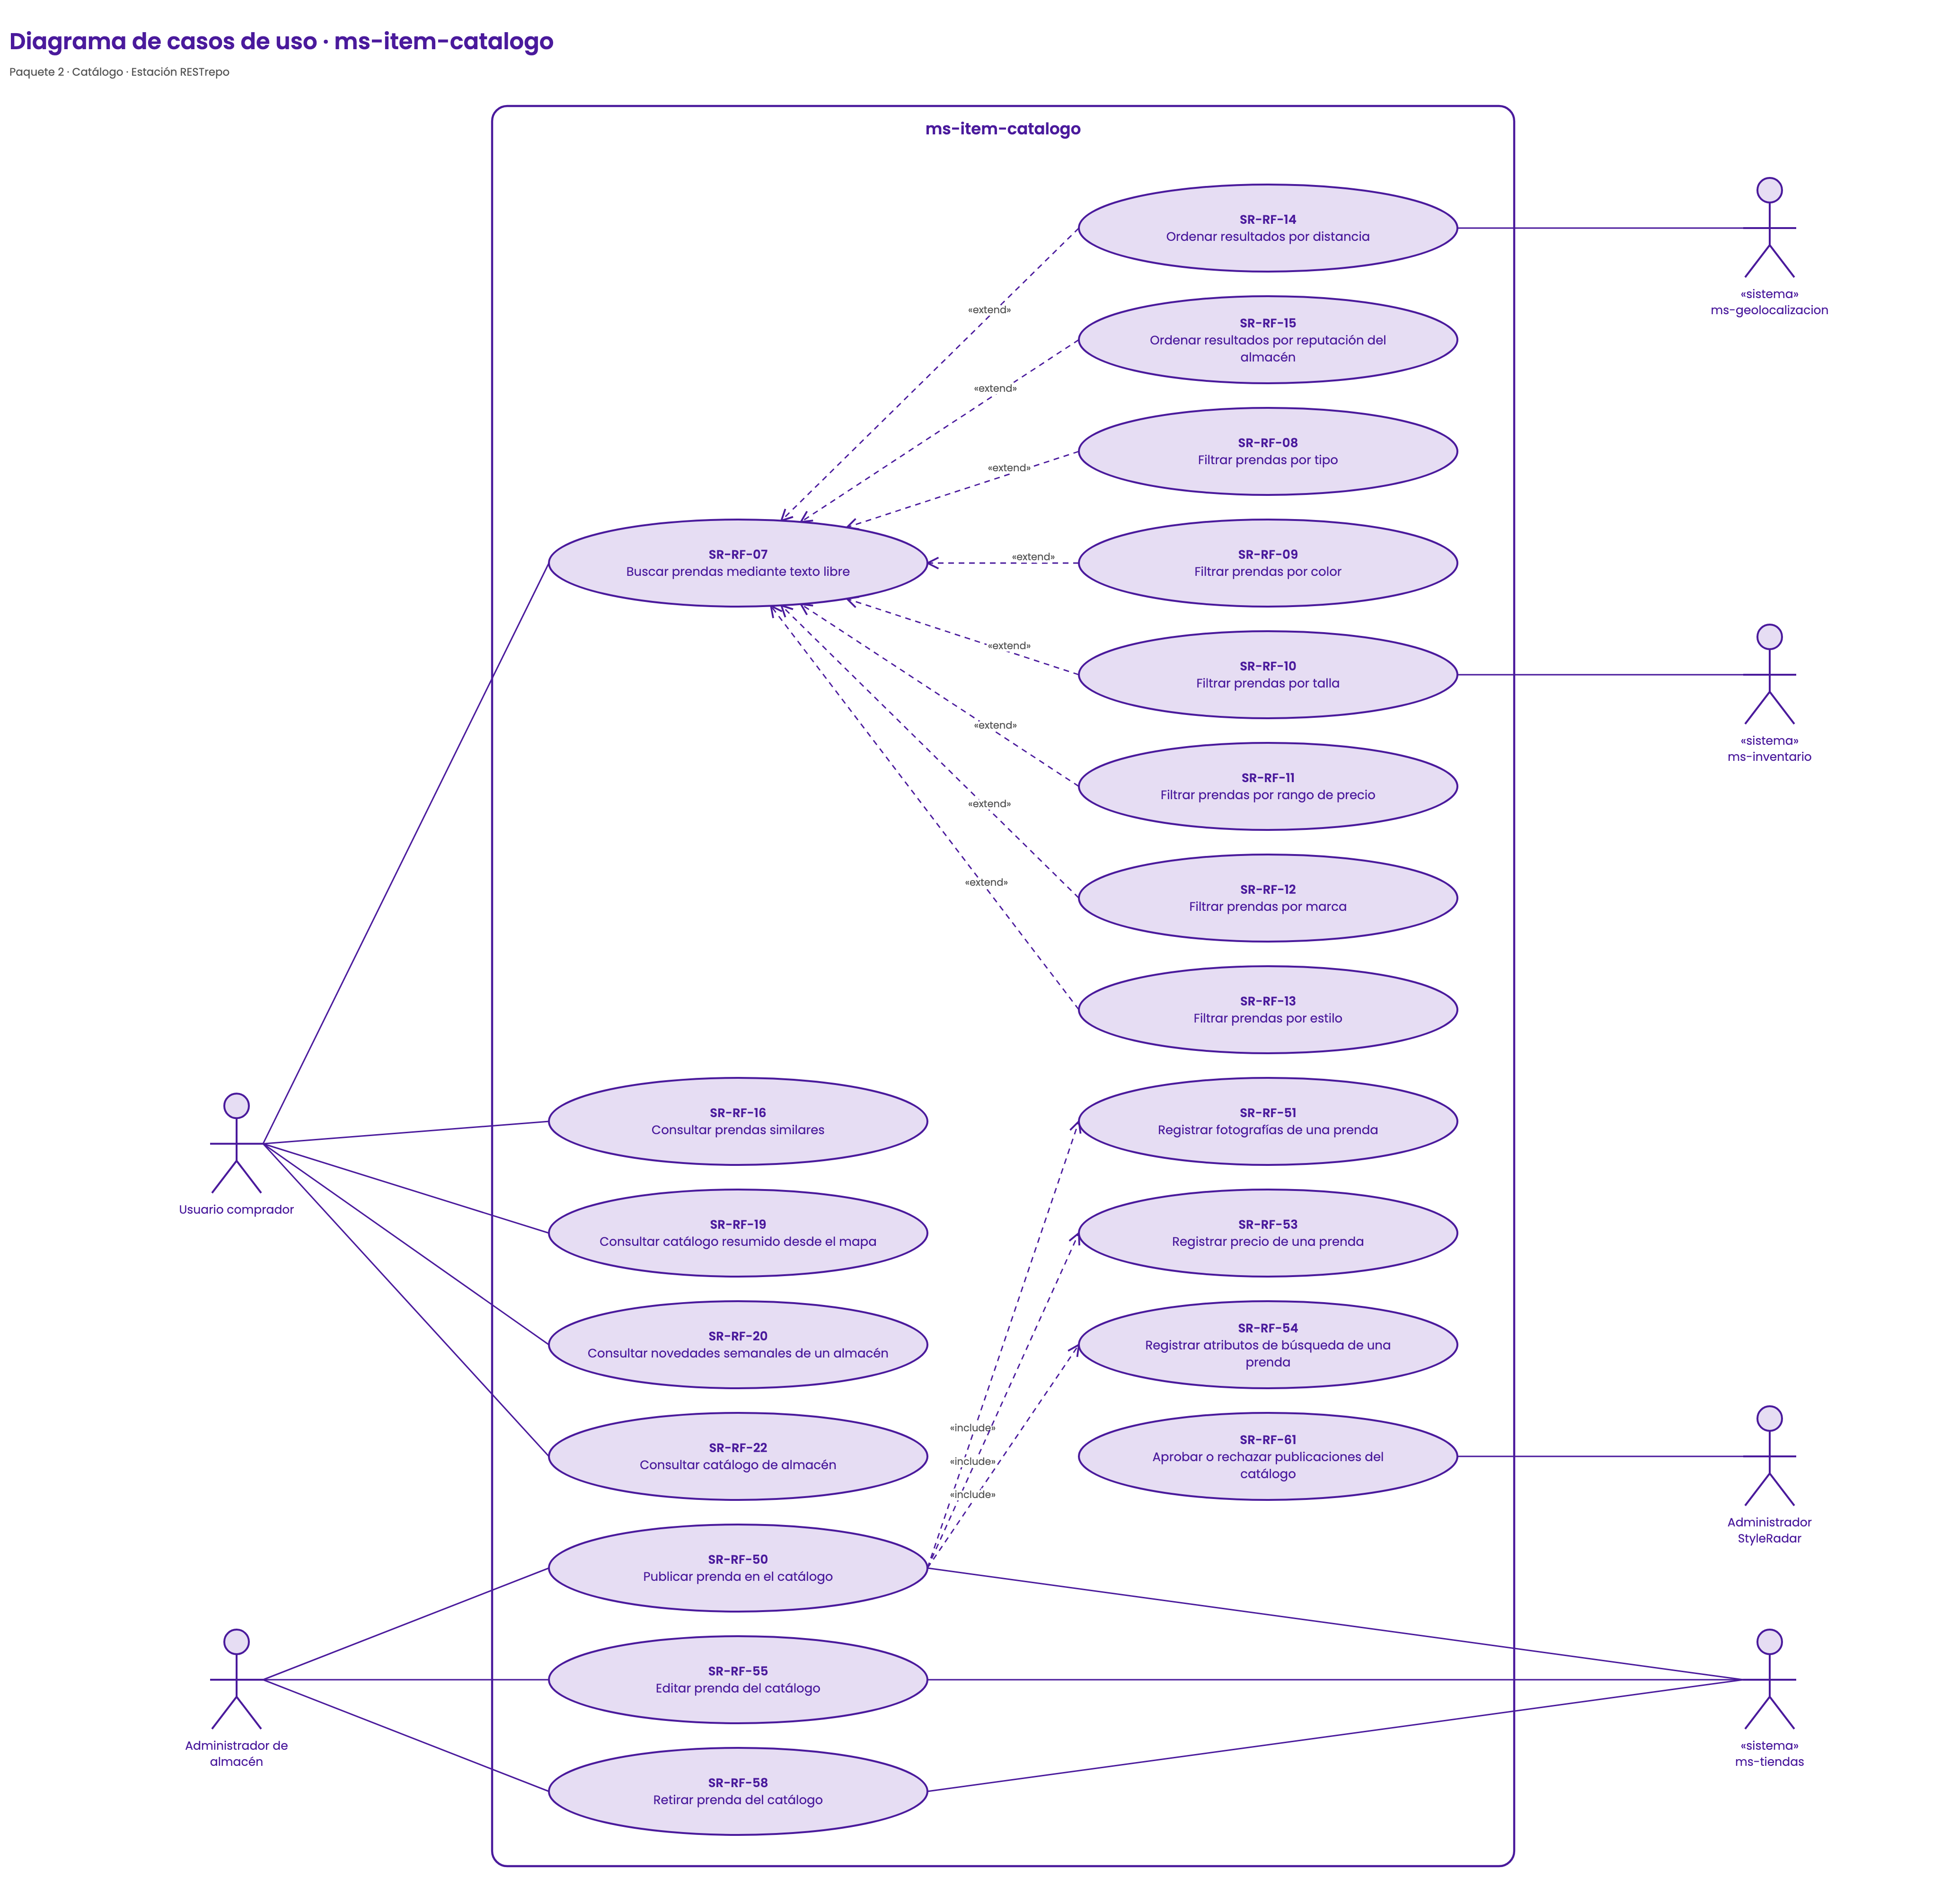 Diagrama de casos de uso · ms-item-catalogo
Paquete 2 · Catálogo · Estación RESTrepo
ms-item-catalogo
SR-RF-14
Ordenar resultados por distancia
«sistema»
ms-geolocalizacion
«extend»
SR-RF-15
Ordenar resultados por reputación del
almacén
«extend»
SR-RF-08
Filtrar prendas por tipo
«extend»
SR-RF-07
Buscar prendas mediante texto libre
«extend»
SR-RF-09
Filtrar prendas por color
«extend»
SR-RF-10
Filtrar prendas por talla
«sistema»
ms-inventario
«extend»
SR-RF-11
Filtrar prendas por rango de precio
«extend»
SR-RF-12
Filtrar prendas por marca
«extend»
SR-RF-13
Filtrar prendas por estilo
Usuario comprador
SR-RF-16
Consultar prendas similares
SR-RF-51
Registrar fotografías de una prenda
SR-RF-19
Consultar catálogo resumido desde el mapa
SR-RF-53
Registrar precio de una prenda
SR-RF-20
Consultar novedades semanales de un almacén
SR-RF-54
Registrar atributos de búsqueda de una
prenda
«include»
«include»
«include»
SR-RF-22
Consultar catálogo de almacén
SR-RF-61
Aprobar o rechazar publicaciones del
catálogo
Administrador
StyleRadar
SR-RF-50
Publicar prenda en el catálogo
SR-RF-55
Editar prenda del catálogo
Administrador de
almacén
«sistema»
ms-tiendas
SR-RF-58
Retirar prenda del catálogo